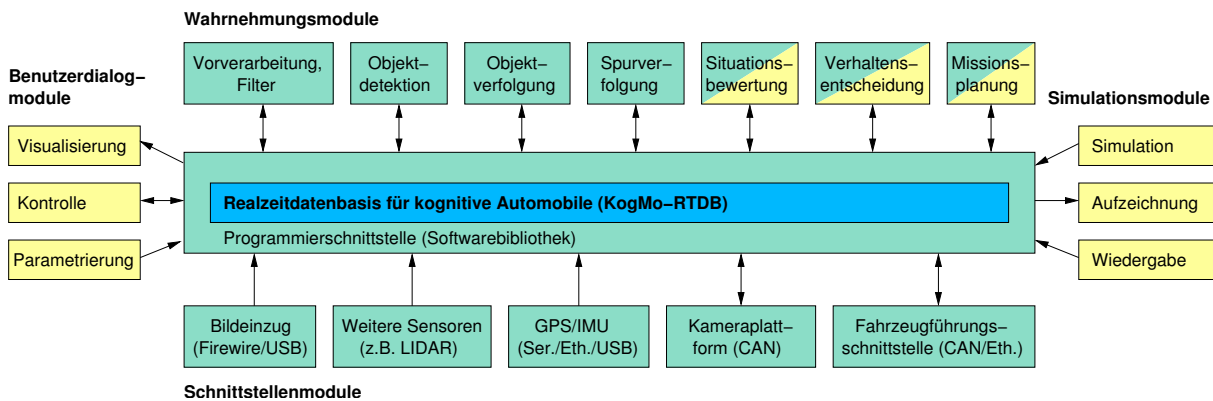 Wahrnehmungsmodule
Vorverarbeitung,
Filter
Objekt–
detektion
Objekt–
verfolgung
Spurver–
folgung
Situations–
bewertung
Verhaltens–
entscheidung
Missions–
planung
Benutzerdialog–
module
Visualisierung
Kontrolle
Parametrierung
Realzeitdatenbasis für kognitive Automobile (KogMo–RTDB)
Programmierschnittstelle (Softwarebibliothek)
Simulationsmodule
Simulation
Aufzeichnung
Wiedergabe
Bildeinzug
(Firewire/USB)
Weitere Sensoren
(z.B. LIDAR)
GPS/IMU
(Ser./Eth./USB)
Kameraplatt–
form (CAN)
Fahrzeugführungs–
schnittstelle (CAN/Eth.)
Schnittstellenmodule